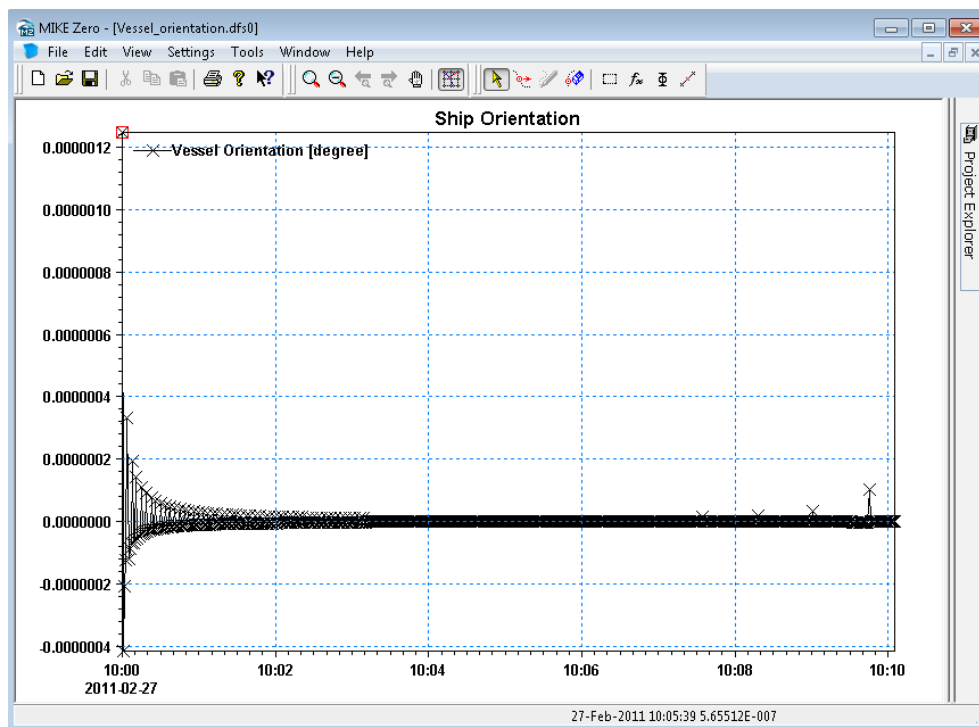 MIKE Zero - [Vessel_orientation.dfs0]
File Edit View Settings Tools Window Help
Ship Orientation
Vessel Orientation [degree]
0.0000012
0.0000010
0.0000008
0.0000006
0.0000004
0.0000002
0.0000000
-0.0000002
-0.0000004
10:00 10:02 10:04 10:06 10:08 10:10
2011-02-27
Project Explorer
27-Feb-2011 10:05:39 5.65512E-007